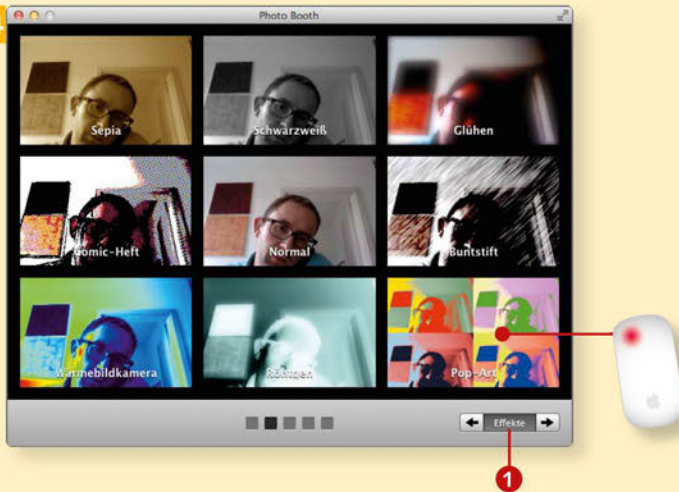 Photo Booth
Sepia
Schwarzweiß
Glühen
Comic-Heft
Normal
Buntstift
Wärmebildkamera
Röntgen
Pop-Art
Effekte
1